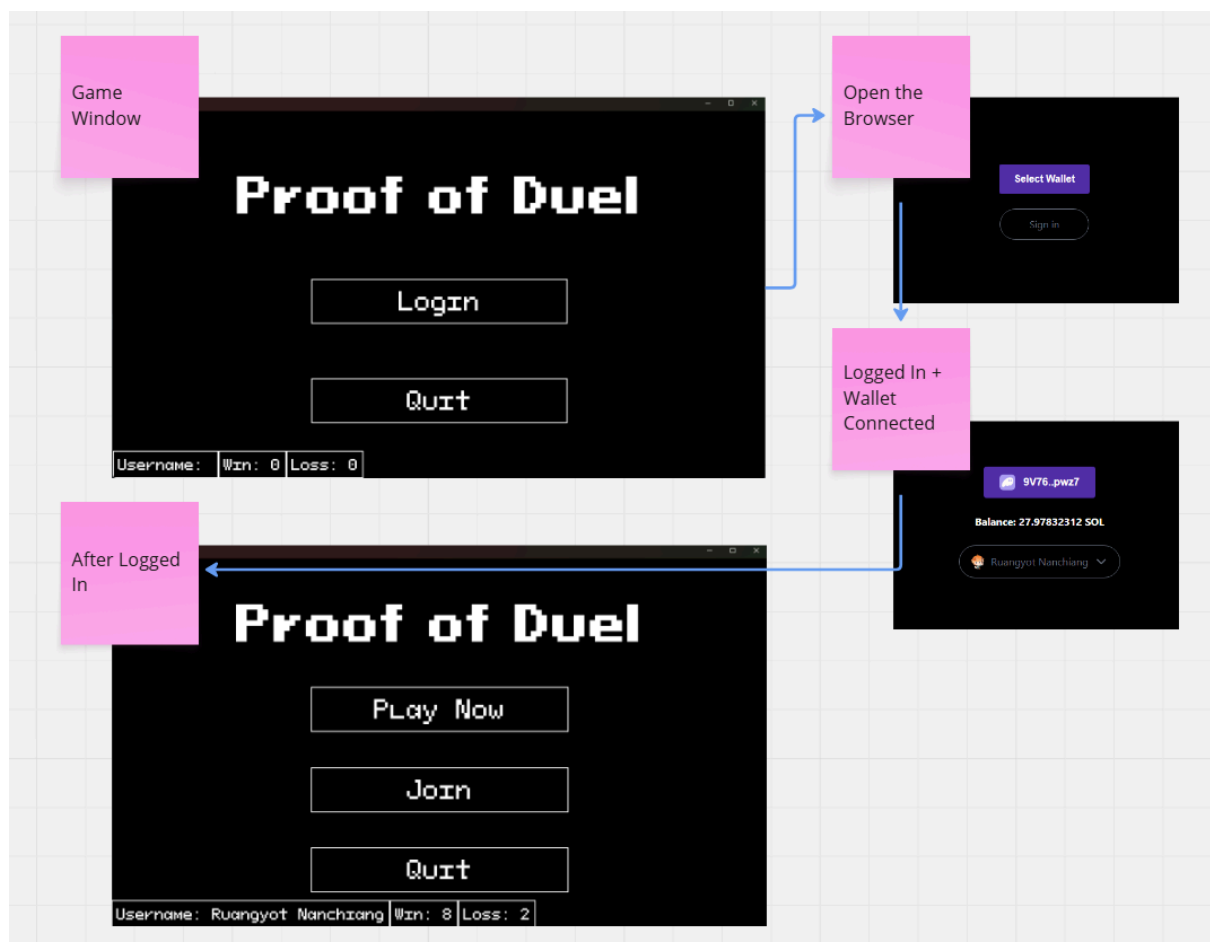 Game
Window
Proof of Duel
Login
Quit
Username:
Win: 0
Loss: 0
Open the
Browser
Select Wallet
Sign in
Logged In +
Wallet
Connected
9V76..pwz7
Balance: 27.97832312 SOL
Ruangyot Nanchiang
After Logged
In
Proof of Duel
Play Now
Join
Quit
Username: Ruangyot Nanchiang
Win: 8
Loss: 2